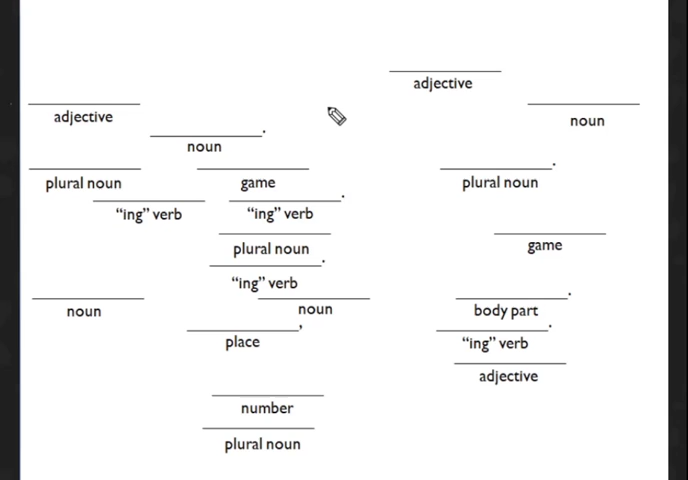 adjective
adjective
noun
noun.
plural noun
game
plural noun.
"ing" verb
"ing" verb.
plural noun
game
"ing" verb.
noun
noun
body part.
place,
"ing" verb.
adjective
number
plural noun